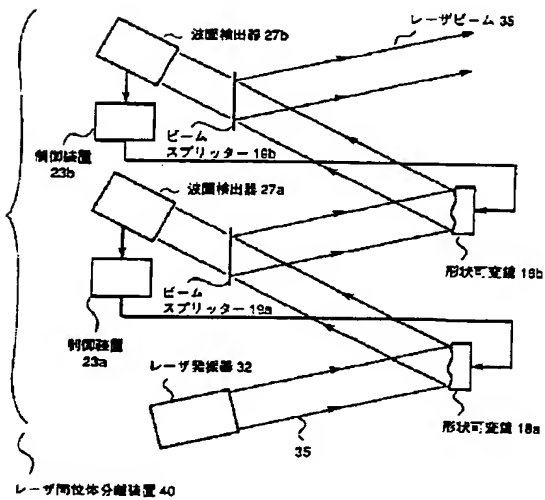 波面検出器 27b
レーザビーム 35
ビーム
スプリッター 19b
制御装置
23b
波面検出器 27a
形状可変鏡 18b
ビーム
スプリッター 19a
制御装置
23a
レーザ発振器 32
形状可変鏡 18a
35
レーザ同位体分離装置 40